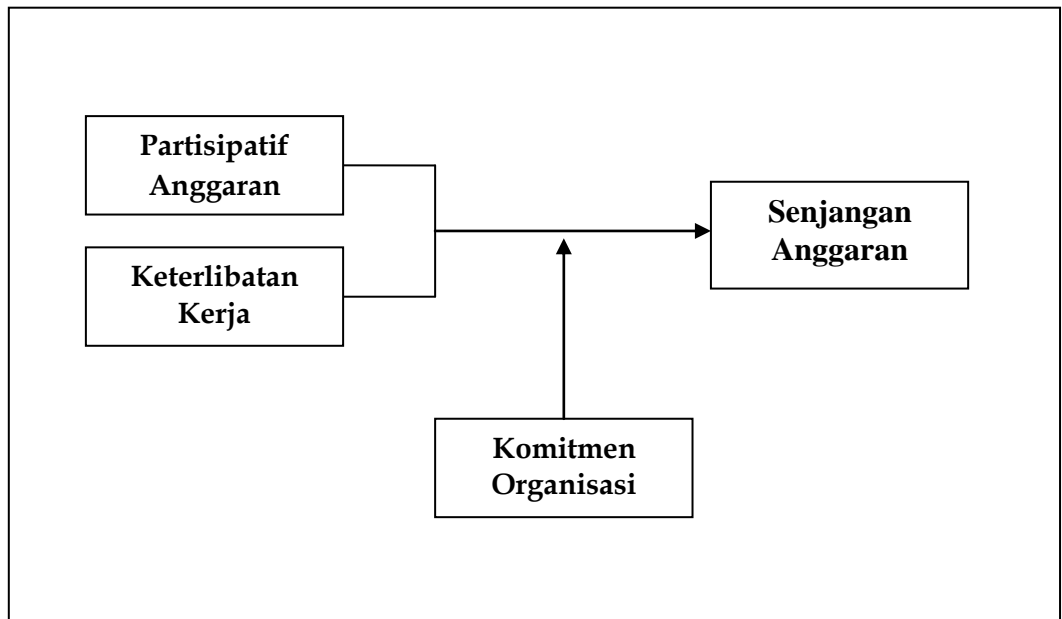 Partisipatif
Anggaran
Senjangan
Anggaran
Keterlibatan
Kerja
Komitmen
Organisasi